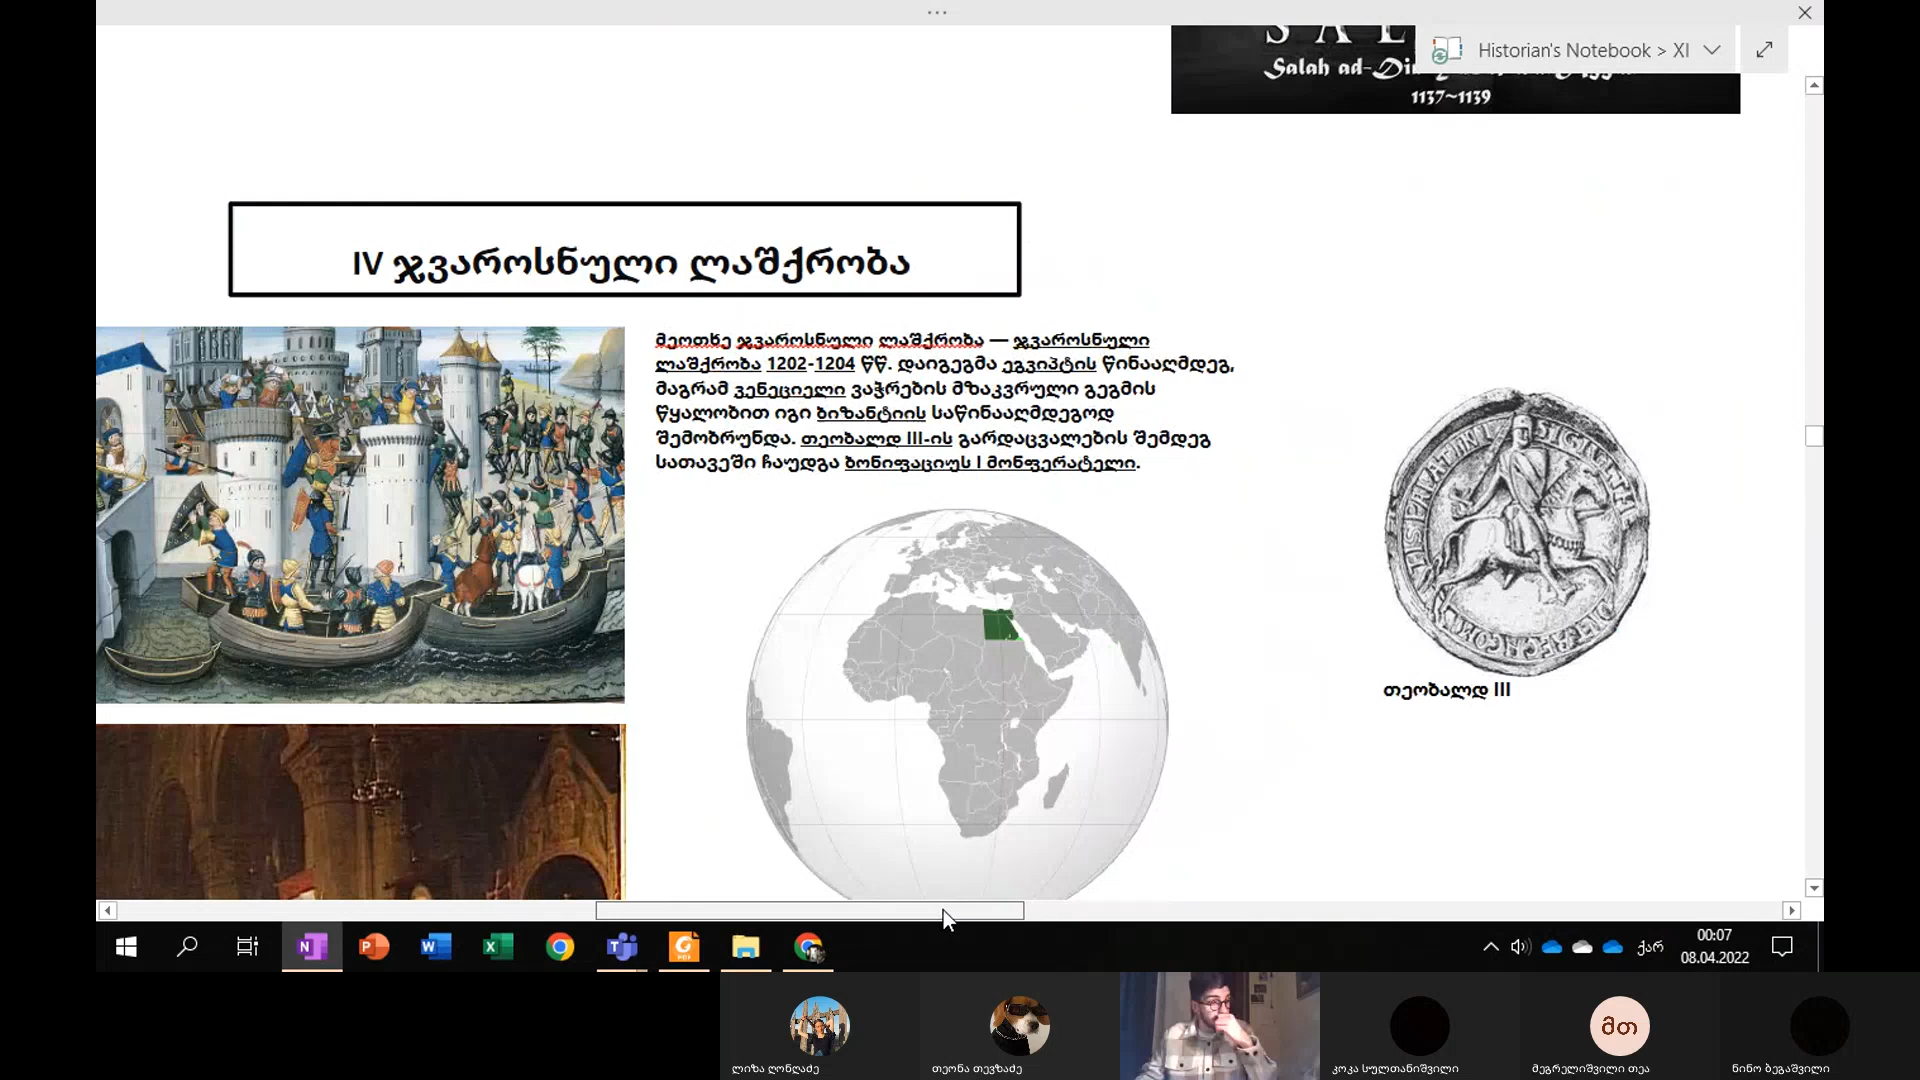 Historian's Notebook > XI
Salah ad-Din
1137~1139
IV ჯვაროსნული ლაშქრობა
მეოთხე ჯვაროსნული ლაშქრობა — ჯვაროსნული
ლაშქრობა 1202-1204 წწ. დაიგეგმა ეგვიპტის წინააღმდეგ,
მაგრამ ვენეციელი ვაჭრების მზაკვრული გეგმის
წყალობით იგი ბიზანტიის საწინააღმდეგოდ
შემობრუნდა. თეობალდ III-ის გარდაცვალების შემდეგ
სათავეში ჩაუდგა ბონიფაციუს I მონფერატელი.
თეობალდ III
ქარ
00:07
08.04.2022
მთ
ლიზა ღონღაძე
თეონა თევზაძე
კოკა სულთანიშვილი
მეგრელიშვილი თეა
ნინო ბეგაშვილი